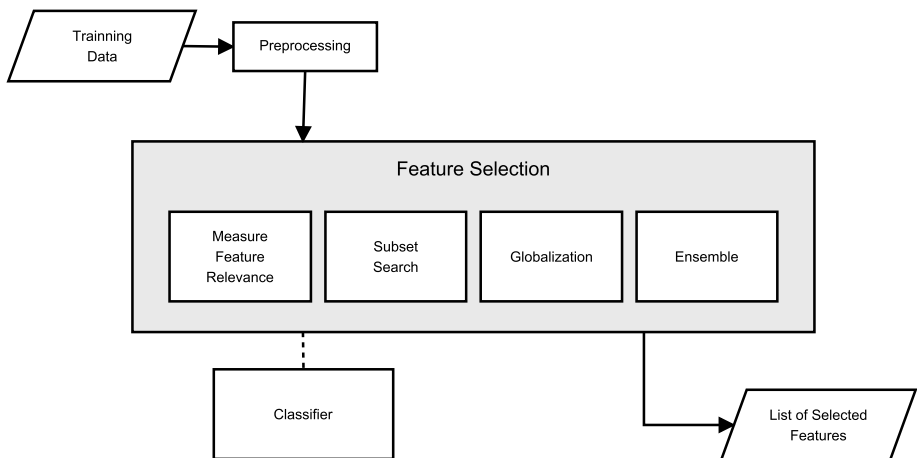 Trainning
Data
Preprocessing
Feature Selection
Measure
Feature
Relevance
Subset
Search
Globalization
Ensemble
Classifier
List of Selected
Features